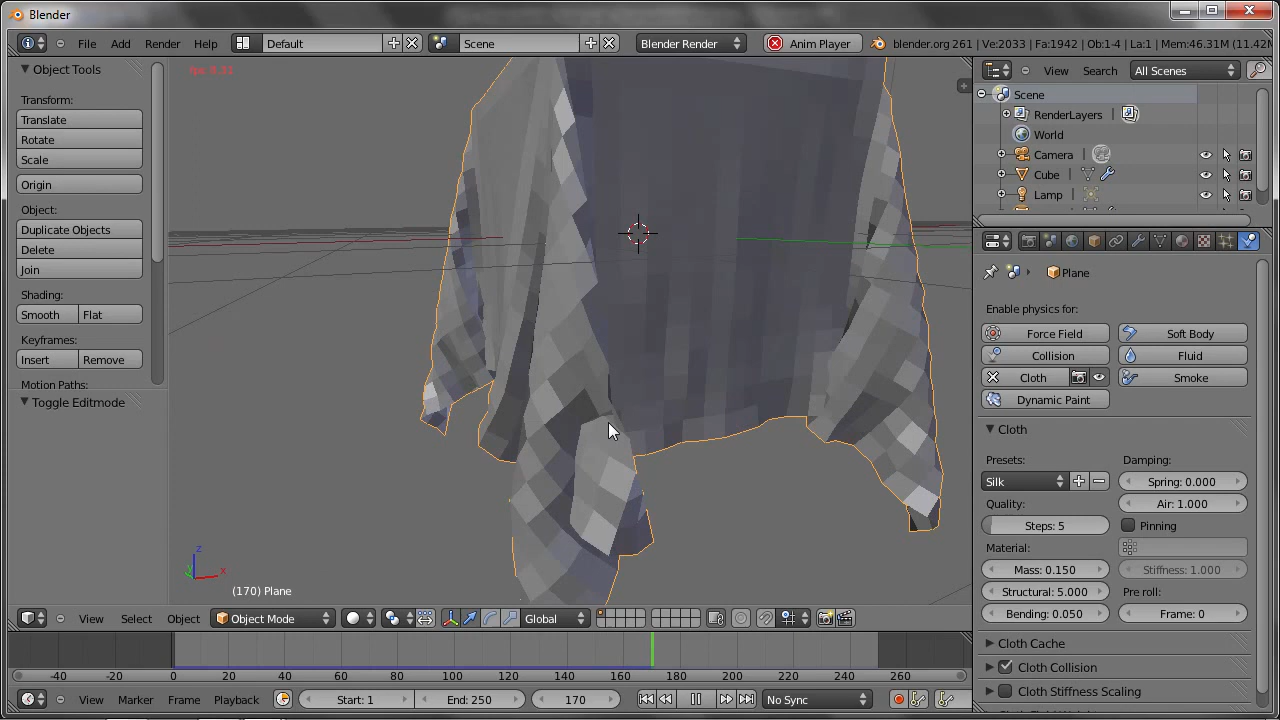 Blender
File Add Render Help Default Scene Blender Render Anim Player blender.org 261 | Ve:2033 | Fa:1942 | Ob:1-4 | La:1 | Mem:46.31M (11.42M
Object Tools
Transform:
Translate
Rotate
Scale
Origin
Object:
Duplicate Objects
Delete
Join
Shading:
Smooth Flat
Keyframes:
Insert Remove
Motion Paths:
Toggle Editmode
z
x
(170) Plane
View Select Object Object Mode Global
View Search All Scenes
Scene
RenderLayers
World
Camera
Cube
Lamp
Plane
Enable physics for:
Force Field Soft Body
Collision Fluid
Cloth Smoke
Dynamic Paint
Cloth
Presets: Damping:
Silk Spring: 0.000
Quality: Air: 1.000
Steps: 5 Pinning
Material:
Mass: 0.150 Stiffness: 1.000
Structural: 5.000 Pre roll:
Bending: 0.050 Frame: 0
Cloth Cache
Cloth Collision
Cloth Stiffness Scaling
-40 -20 0 20 40 60 80 100 120 140 160 180 200 220 240 260
View Marker Frame Playback Start: 1 End: 250 170 No Sync